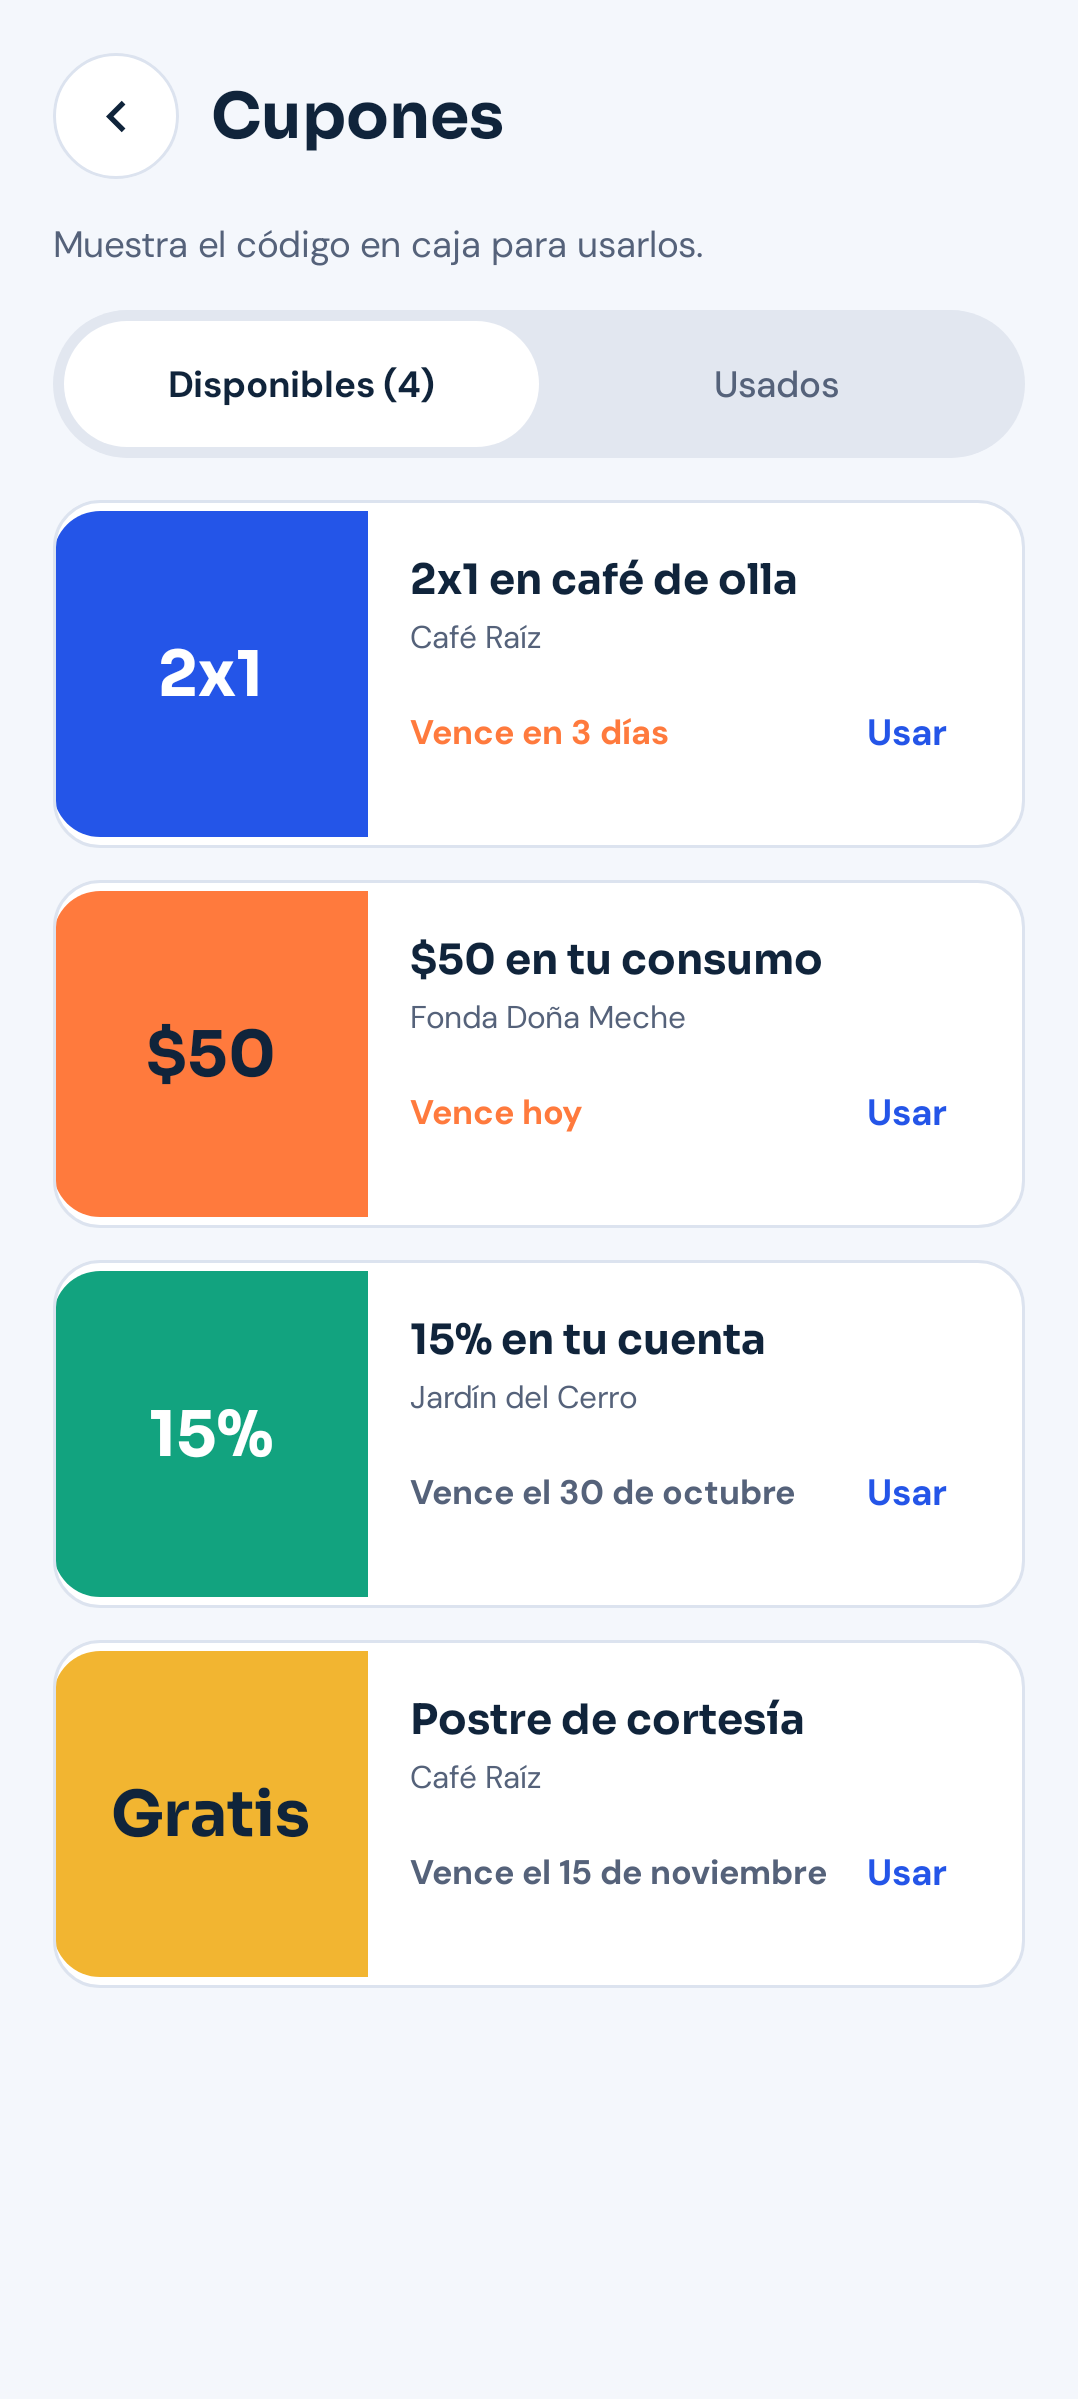 Cupones
Muestra el código en caja para usarlos.
Disponibles (4)
Usados
2x1
2x1 en café de olla
Café Raíz
Vence en 3 días
Usar
$50
$50 en tu consumo
Fonda Doña Meche
Vence hoy
Usar
15%
15% en tu cuenta
Jardín del Cerro
Vence el 30 de octubre
Usar
Gratis
Postre de cortesía
Café Raíz
Vence el 15 de noviembre
Usar